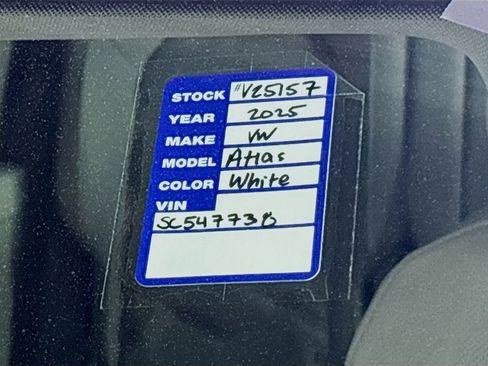 STOCK #V25157
YEAR 2025
MAKE VW
MODEL Atlas
COLOR White
VIN
SC547738